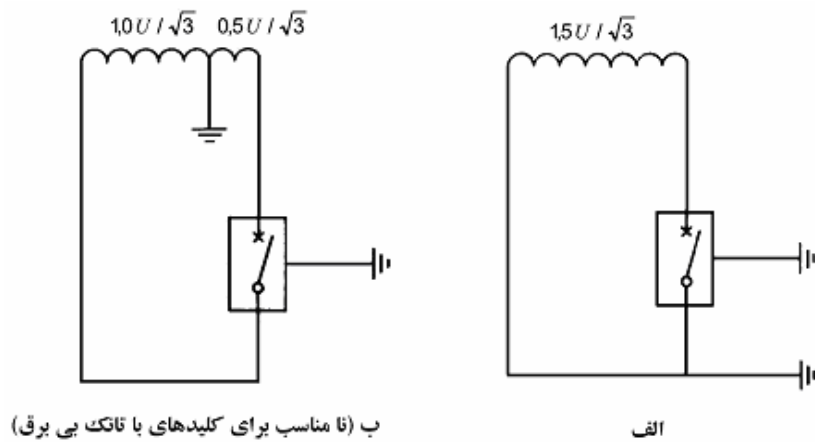 1,0 U / √3 0,5 U / √3
1,5 U / √3
ب (نا مناسب برای کلیدهای با تانک بی برق)
الف